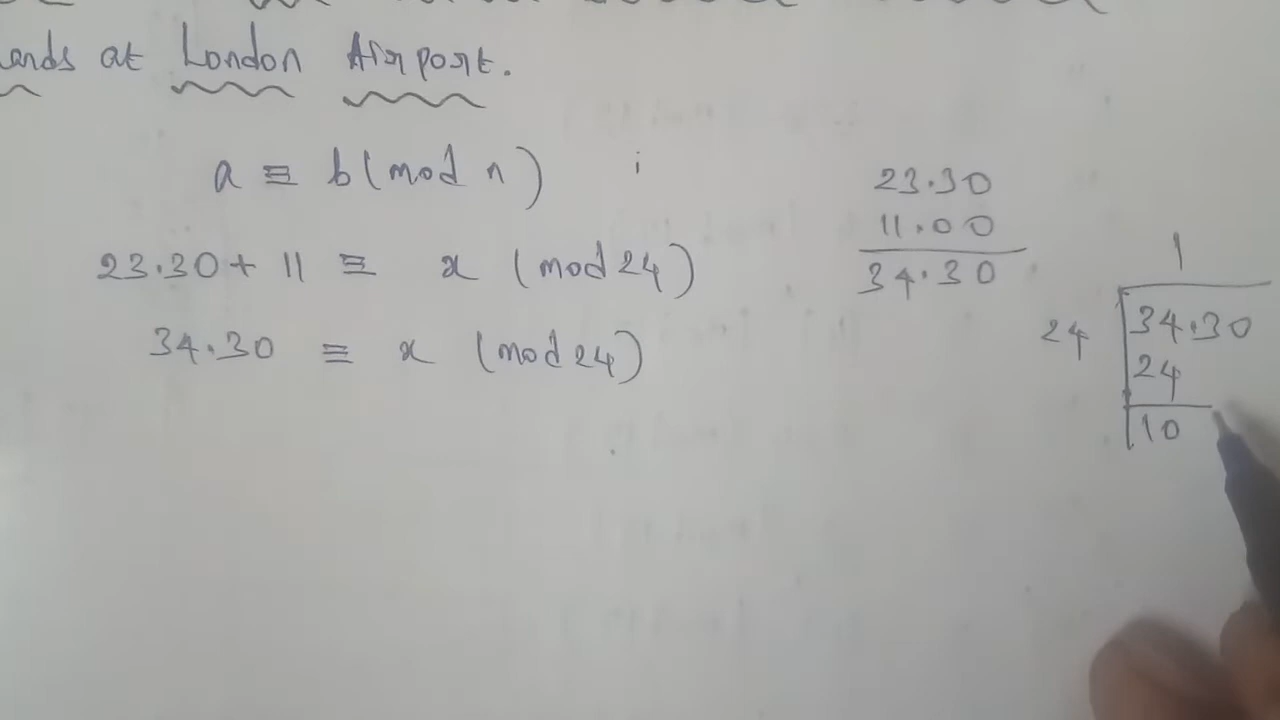 at London Airport.
a ≡ b (mod n)
23.30 + 11 ≡ x (mod 24)
34.30 ≡ x (mod 24)
23.30
11.00
34.30
1
24 34.30
24
10